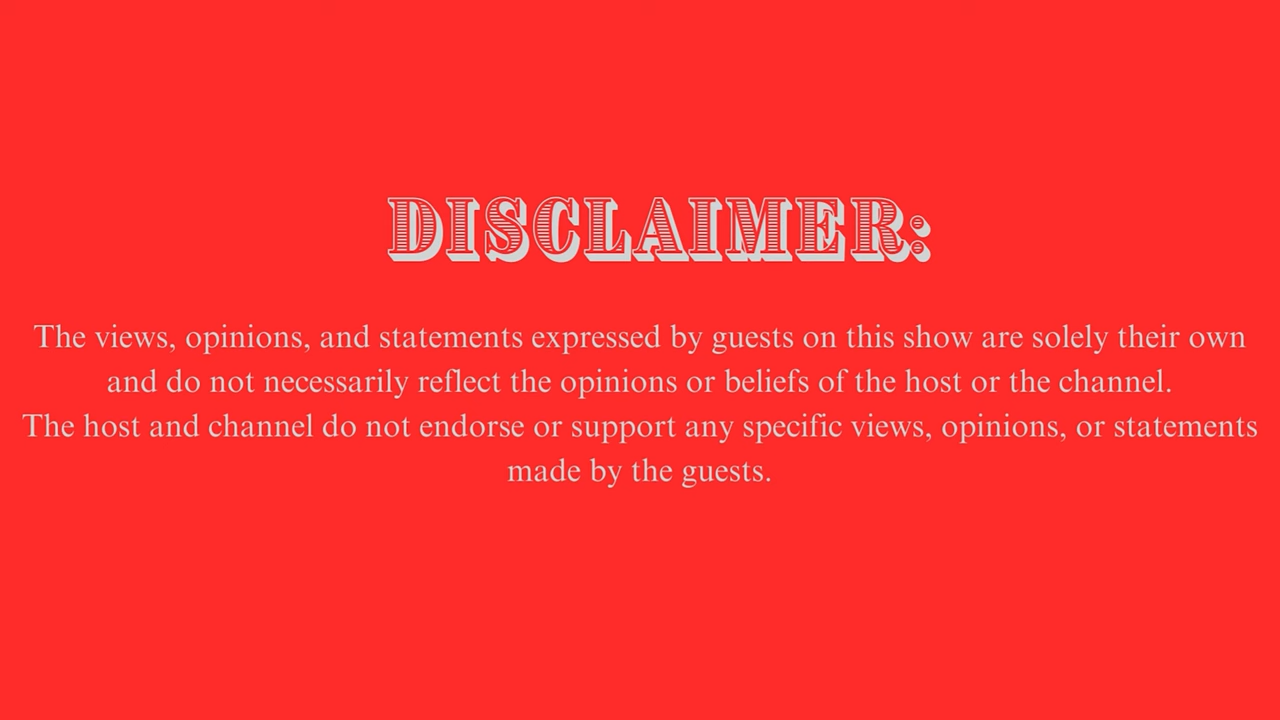 DISCLAIMER:
The views, opinions, and statements expressed by guests on this show are solely their own
and do not necessarily reflect the opinions or beliefs of the host or the channel.
The host and channel do not endorse or support any specific views, opinions, or statements
made by the guests.